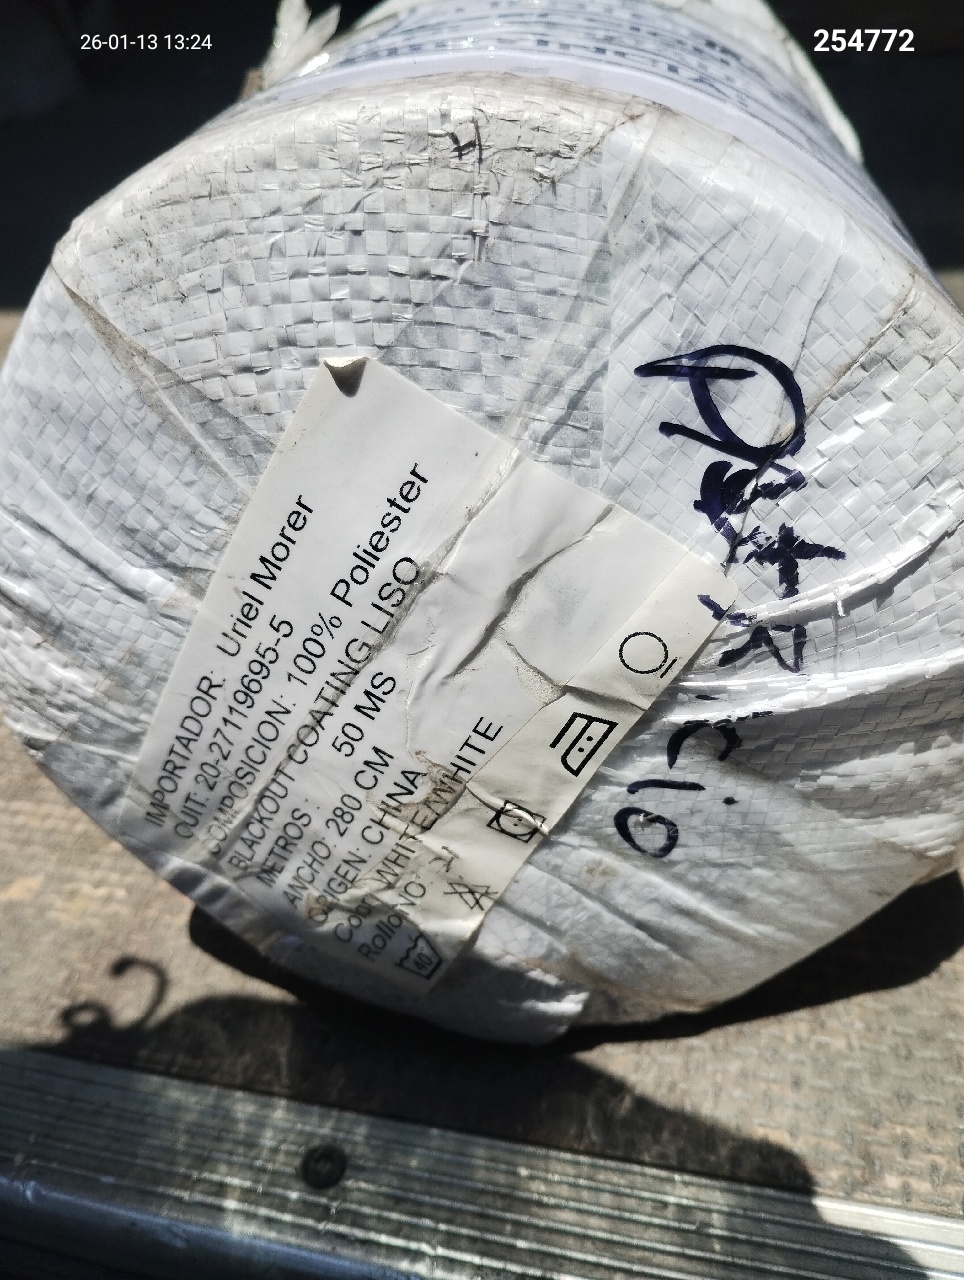 26-01-13 13:24
254772
IMPORTADOR: Uriel Morer
CUIT: 20-27119695-5
COMPOSICION: 100% Poliester
BLACKOUT COATING LISO
METROS: 50 MS
ANCHO: 280 CM
ORIGEN: CHINA
WHITE/WHITE
Rollo NO:
40